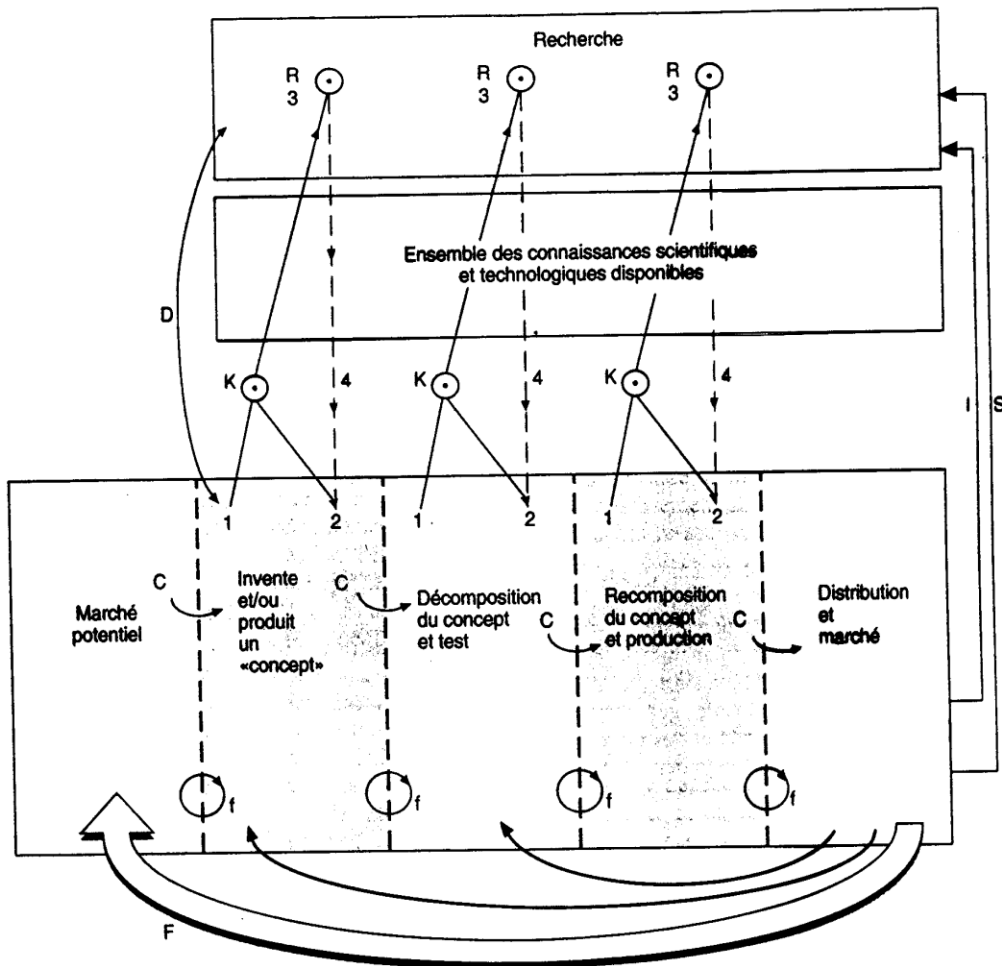 Recherche
R
3
R
3
R
3
Ensemble des connaissances scientifiques
et technologiques disponibles
D
K
4
K
4
K
4
I
S
1
2
1
2
1
2
C
C
C
C
Marché
potentiel
Invente
et/ou
produit
un
«concept»
Décomposition
du concept
et test
Recomposition
du concept
et production
Distribution
et
marché
f
f
f
f
F